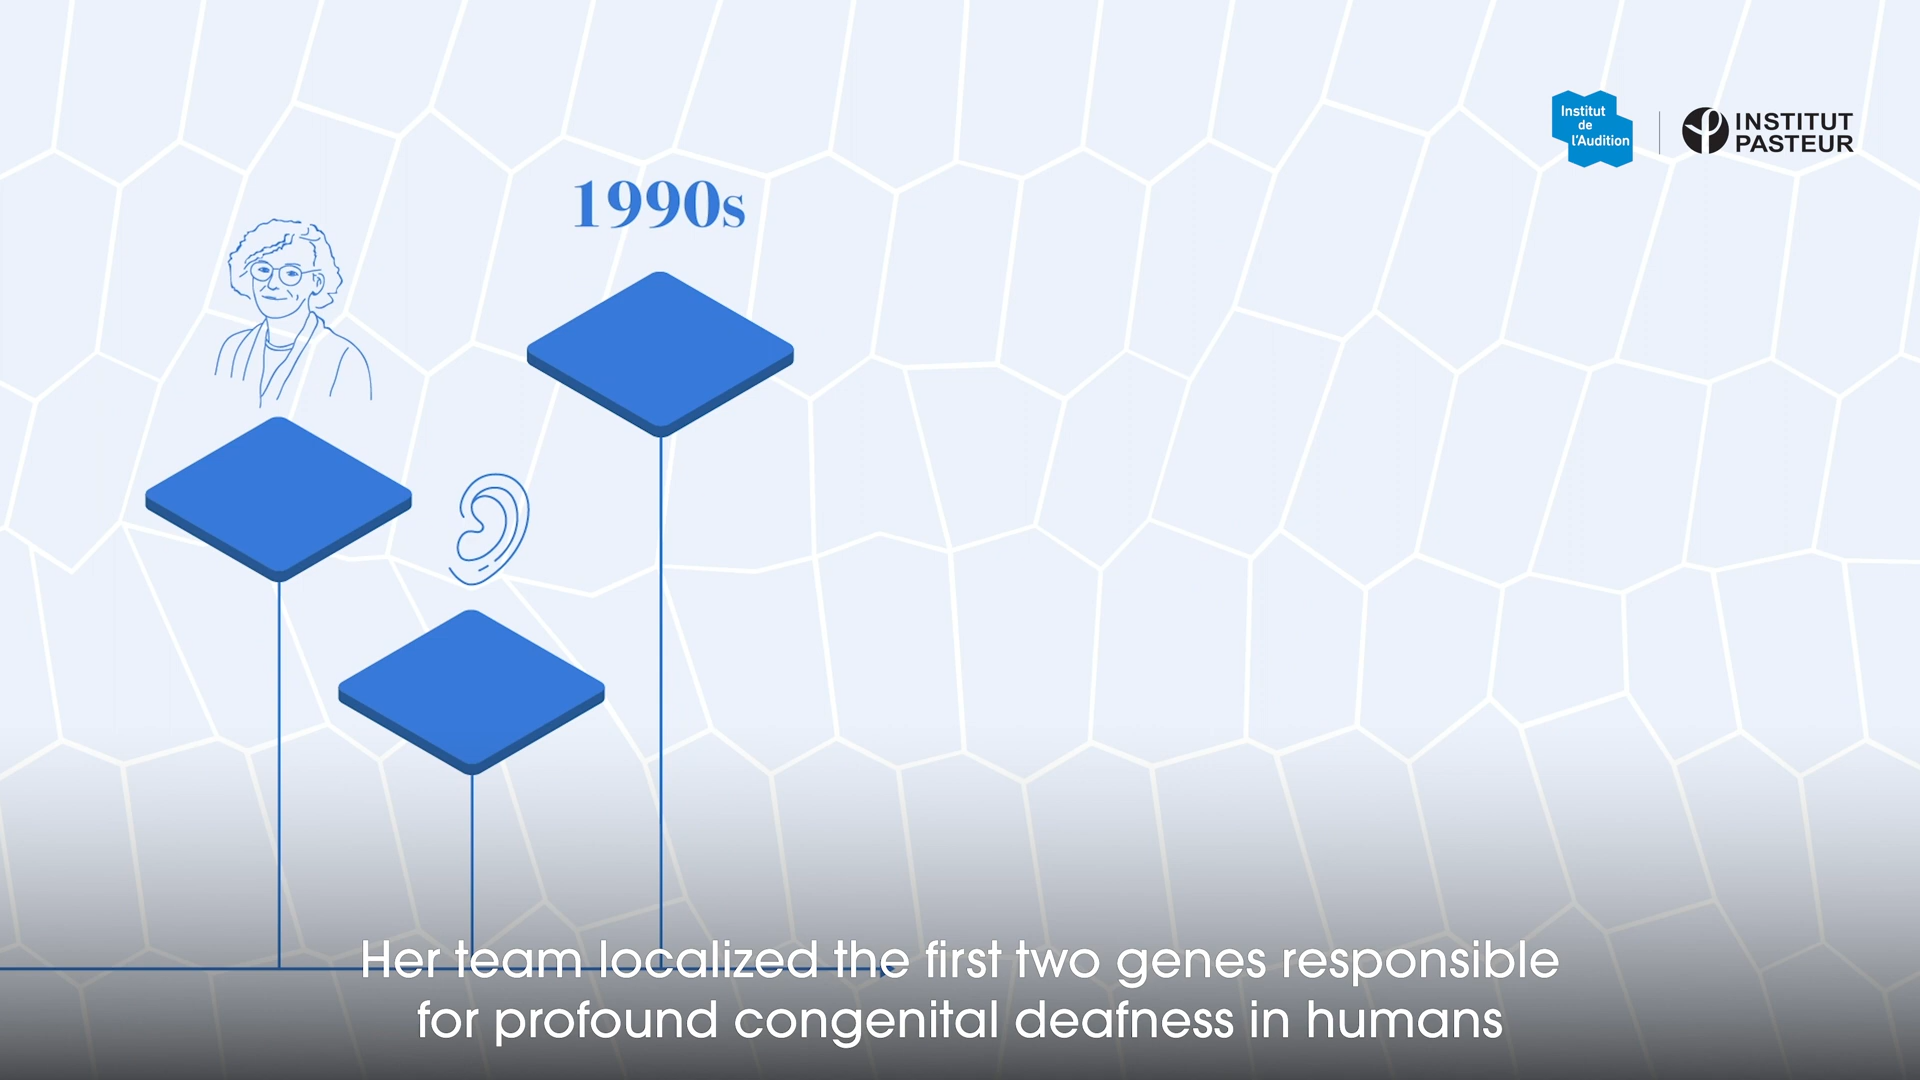 Institut
de
l'Audition
INSTITUT
PASTEUR
1990s
Her team localized the first two genes responsible
for profound congenital deafness in humans